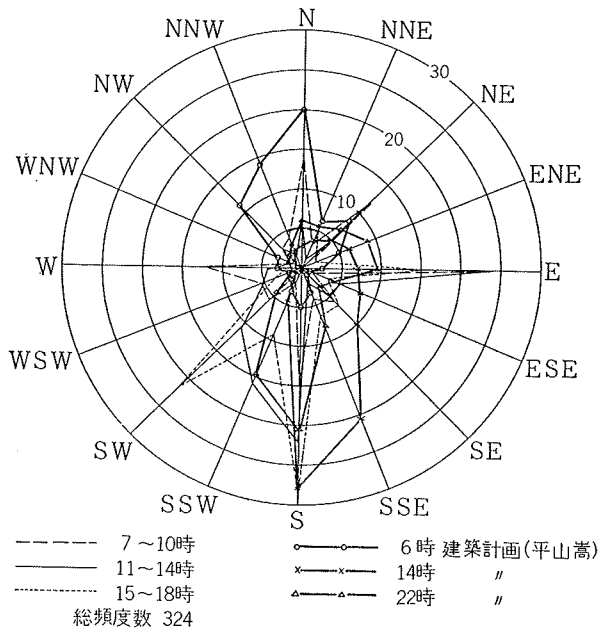 N
NNW
NNE
30
NW
NE
20
WNW
ENE
10
W
E
WSW
ESE
SW
SE
SSW
SSE
S
7～10時
6時 建築計画(平山嵩)
11～14時
14時 〃
15～18時
22時 〃
総頻度数 324